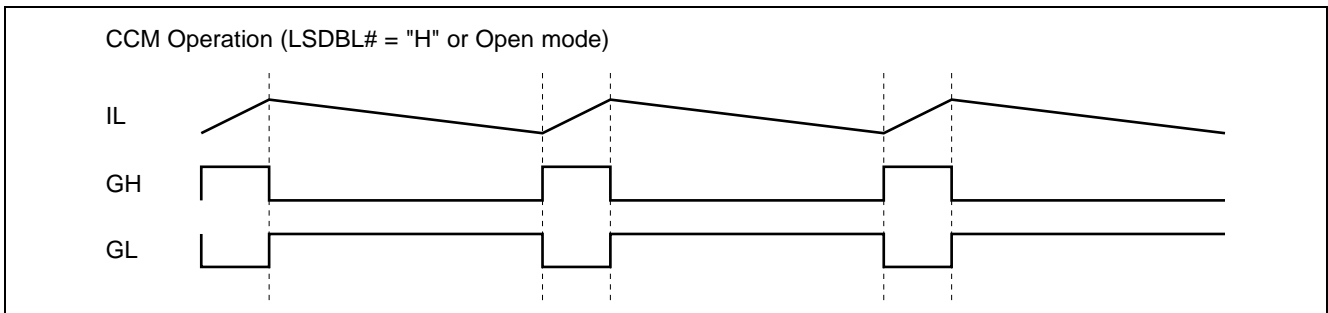 CCM Operation (LSDBL# = "H" or Open mode)
IL
GH
GL